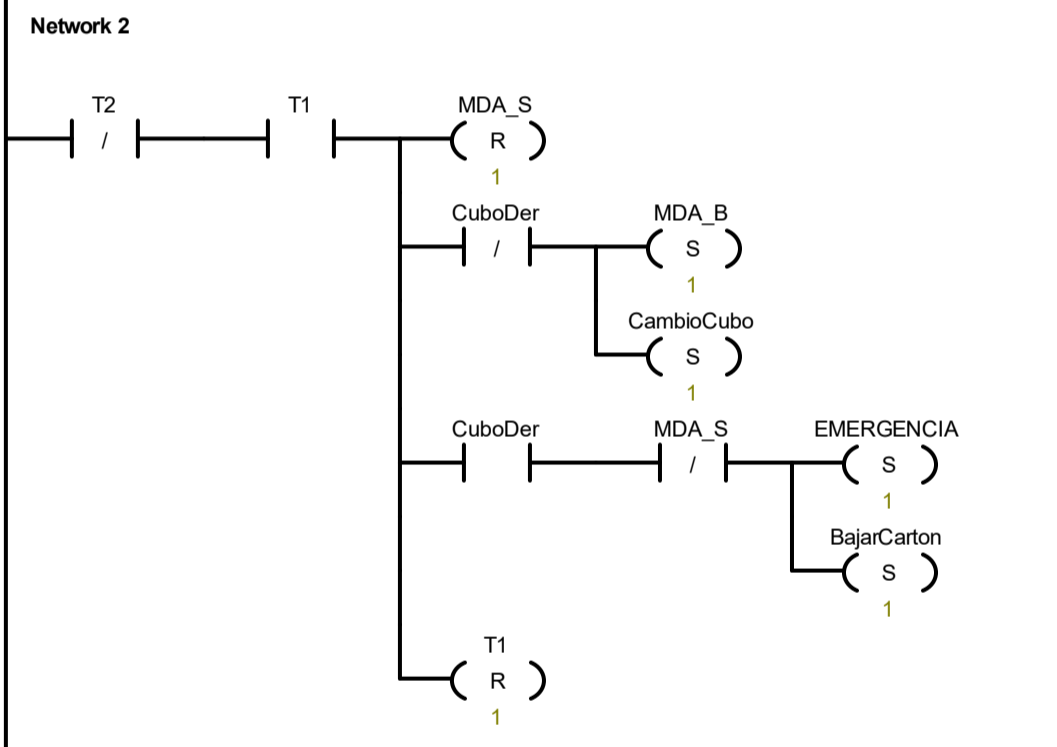 Network 2
T2 T1 MDA_S
/ R
1
CuboDer MDA_B
/ S
1
CambioCubo
S
1
CuboDer MDA_S EMERGENCIA
/ S
1
BajarCarton
S
1
T1
R
1